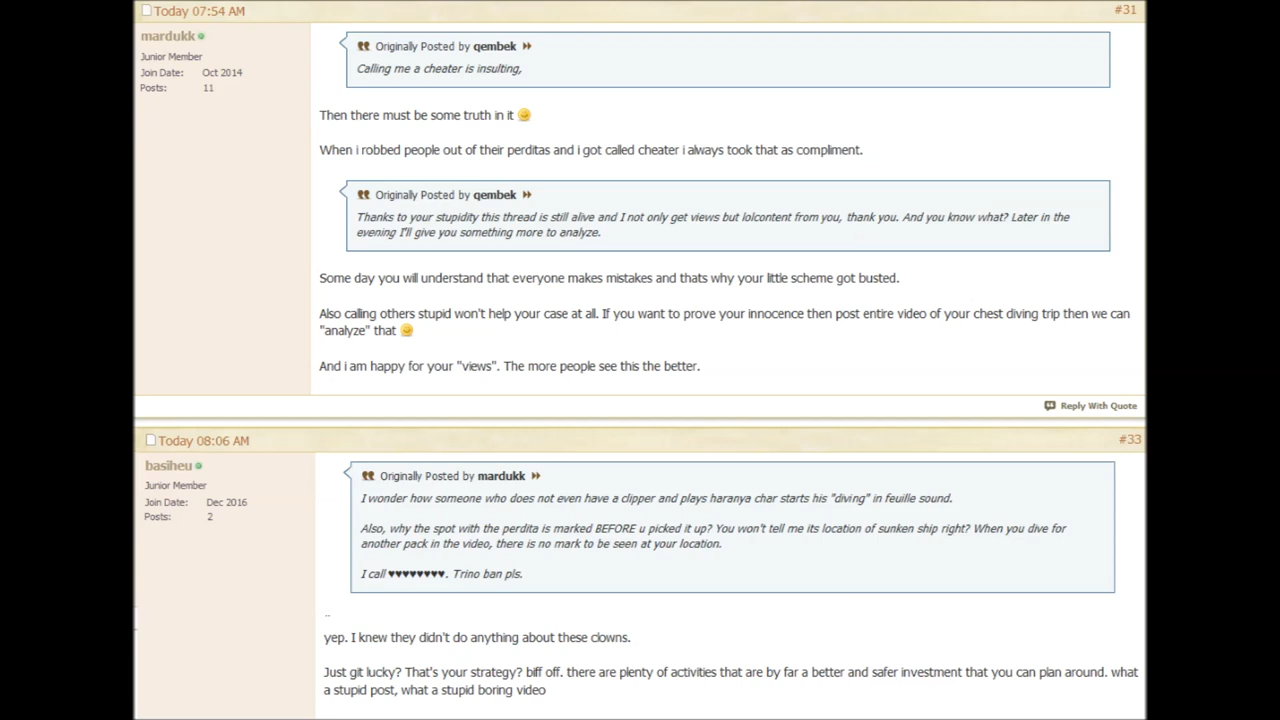 Today 07:54 AM #31
mardukk
Junior Member
Join Date: Oct 2014
Posts: 11
Originally Posted by qembek
Calling me a cheater is insulting,
Then there must be some truth in it
When i robbed people out of their perditas and i got called cheater i always took that as compliment.
Originally Posted by qembek
Thanks to your stupidity this thread is still alive and I not only get views but lolcontent from you, thank you. And you know what? Later in the
evening I'll give you something more to analyze.
Some day you will understand that everyone makes mistakes and thats why your little scheme got busted.
Also calling others stupid won't help your case at all. If you want to prove your innocence then post entire video of your chest diving trip then we can
"analyze" that
And i am happy for your "views". The more people see this the better.
Reply With Quote
Today 08:06 AM #33
basiheu
Junior Member
Join Date: Dec 2016
Posts: 2
Originally Posted by mardukk
I wonder how someone who does not even have a clipper and plays haranya char starts his "diving" in feuille sound.
Also, why the spot with the perdita is marked BEFORE u picked it up? You won't tell me its location of sunken ship right? When you dive for
another pack in the video, there is no mark to be seen at your location.
I call ♥♥♥♥♥♥♥♥. Trino ban pls.
..
yep. I knew they didn't do anything about these clowns.
Just git lucky? That's your strategy? biff off. there are plenty of activities that are by far a better and safer investment that you can plan around. what
a stupid post, what a stupid boring video